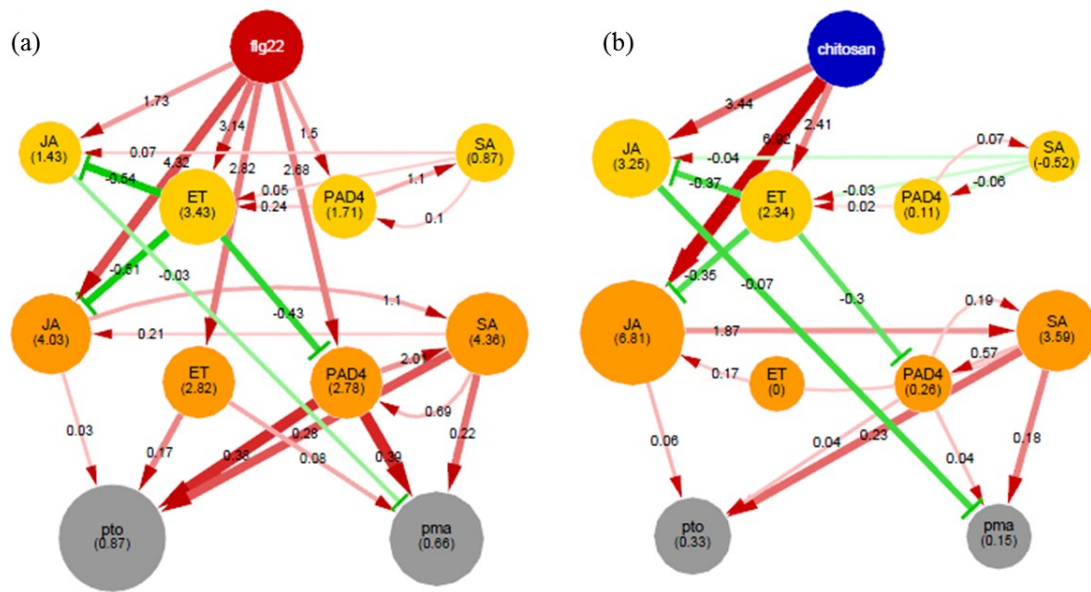 (a)
flg22
1.73
3.14
1.5
JA
(1.43)
0.07
4.32
2.82
2.68
SA
(0.87)
-0.54
0.05
1.1
ET
(3.43)
0.24
PAD4
(1.71)
0.1
-0.51
-0.03
-0.43
1.1
JA
(4.03)
0.21
SA
(4.36)
ET
(2.82)
2.01
PAD4
(2.78)
0.69
0.03
0.17
0.38
0.28
0.08
0.39
0.22
pto
(0.87)
pma
(0.66)
(b)
chitosan
3.44
6.92
2.41
0.07
JA
(3.25)
-0.04
SA
(-0.52)
-0.37
-0.03
-0.06
ET
(2.34)
0.02
PAD4
(0.11)
-0.35
-0.07
-0.3
0.19
JA
(6.81)
1.87
SA
(3.59)
0.17
ET
(0)
0.57
PAD4
(0.26)
0.06
0.04
0.23
0.04
0.18
pto
(0.33)
pma
(0.15)